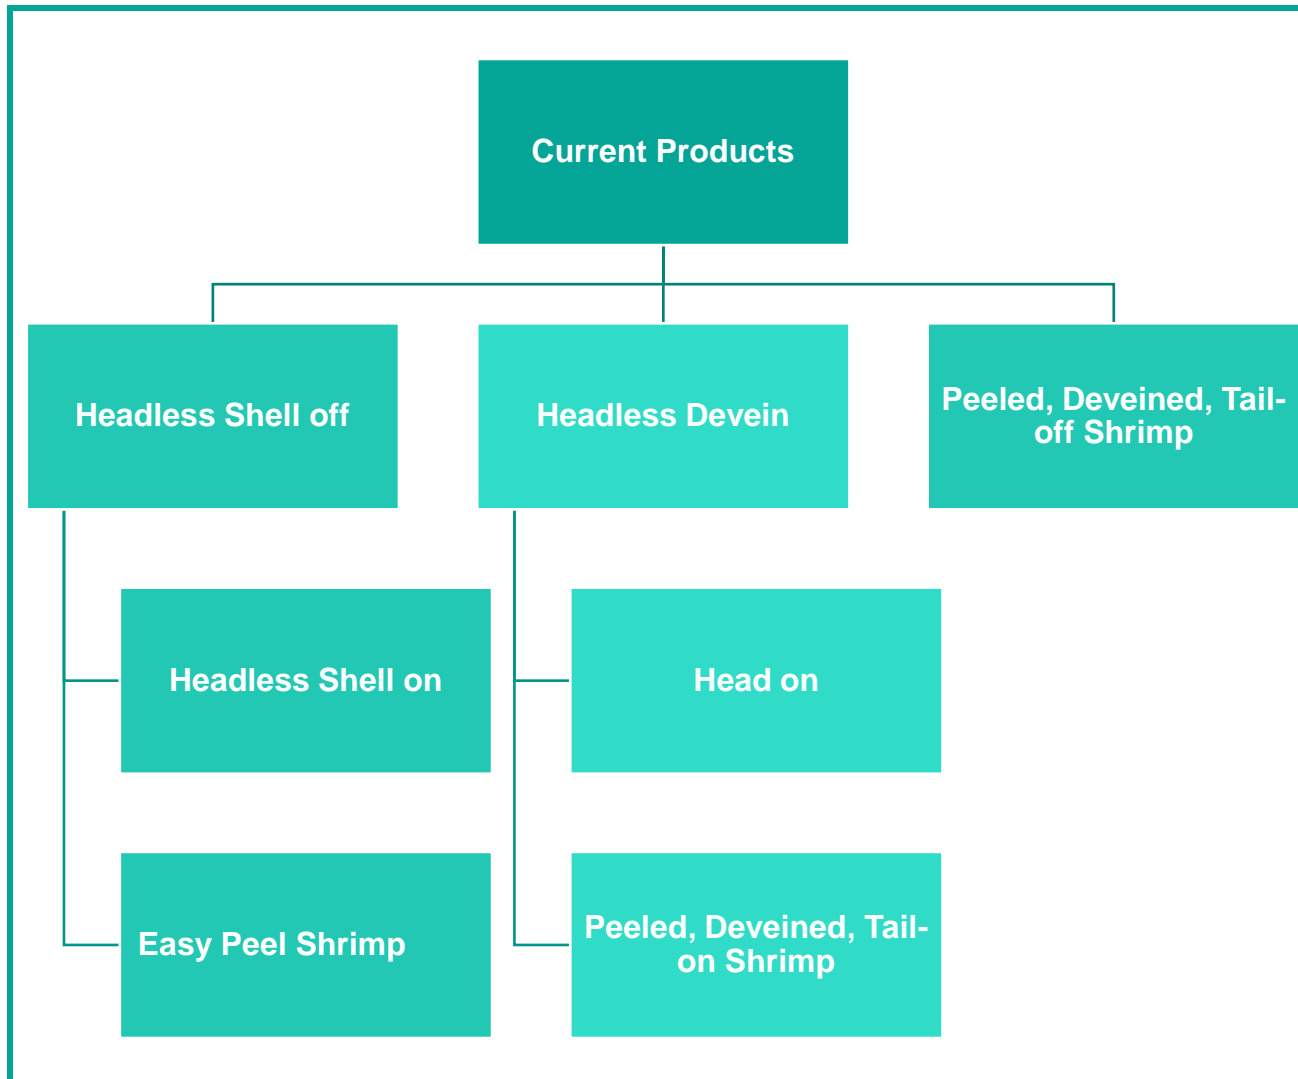 Current Products
Headless Shell off
Headless Devein
Peeled, Deveined, Tail-
off Shrimp
Headless Shell on
Head on
Easy Peel Shrimp
Peeled, Deveined, Tail-
on Shrimp